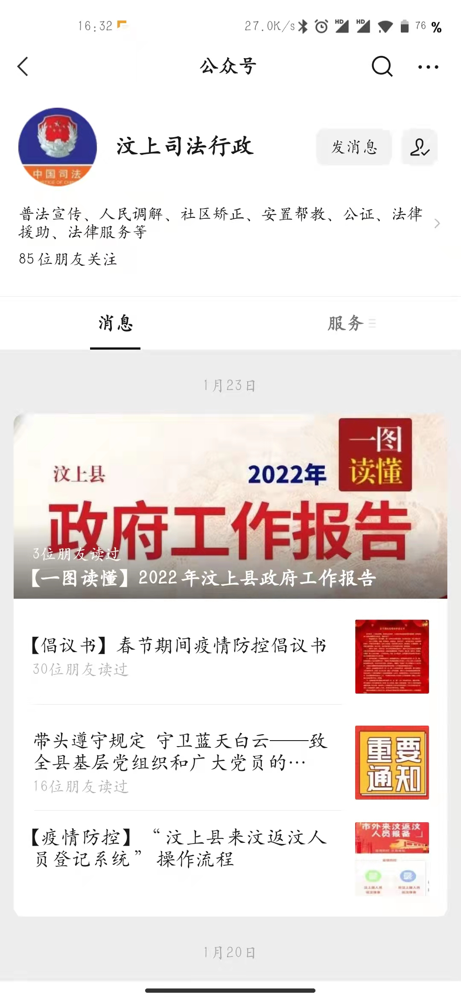 16:32
27.0K/s HD HD 76 %
公众号
中国司法
汶上司法行政
发消息
普法宣传、人民调解、社区矫正、安置帮教、公证、法律
援助、法律服务等
85位朋友关注
消息
服务
1月23日
一图
读懂
汶上县
2022年
政府工作报告
3位朋友读过
【一图读懂】2022年汶上县政府工作报告
【倡议书】春节期间疫情防控倡议书
30位朋友读过
带头遵守规定 守卫蓝天白云——致
全县基层党组织和广大党员的…
16位朋友读过
重要
通知
【疫情防控】“汶上县来汶返汶人
员登记系统”操作流程
市外来汶返汶
人员报备
疫情防控
1月20日